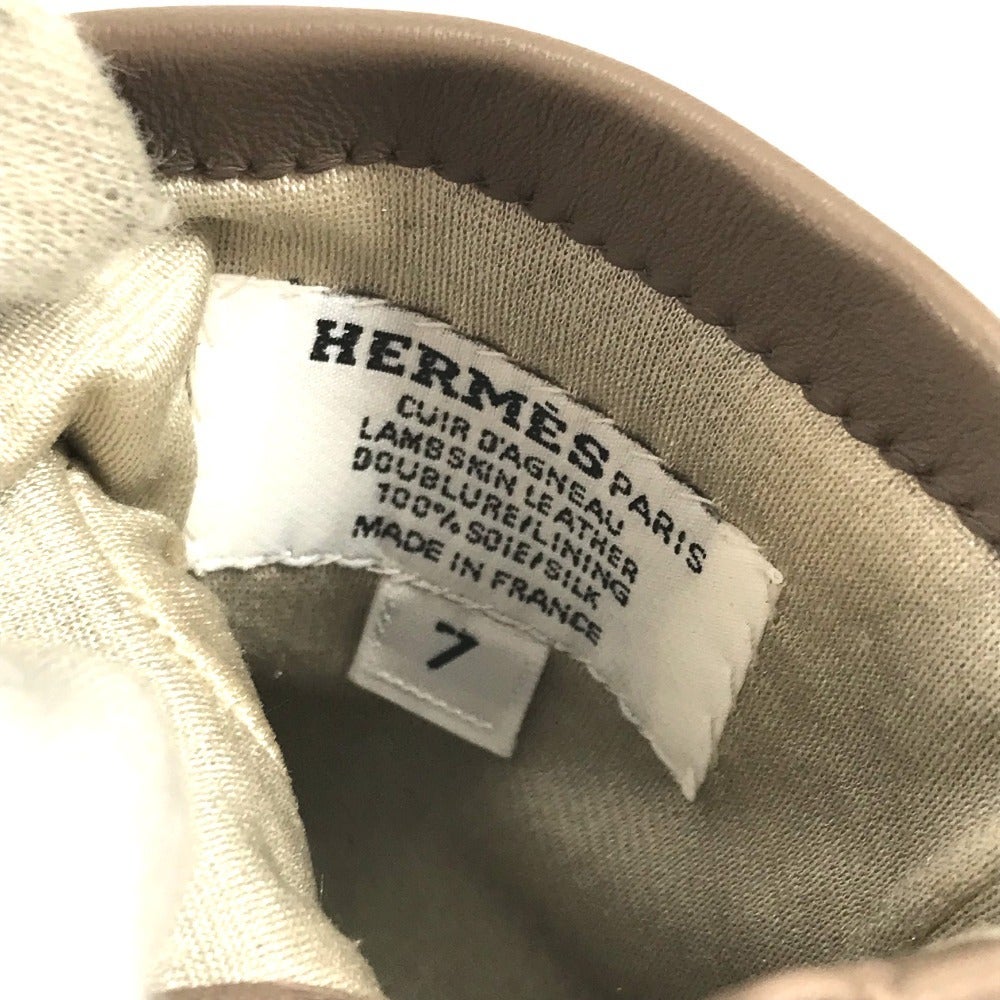 HERMÈS PARIS
CUIR D'AGNEAU
LAMBSKIN LEATHER
DOUBLURE/LINING
100% SOIE/SILK
MADE IN FRANCE
7